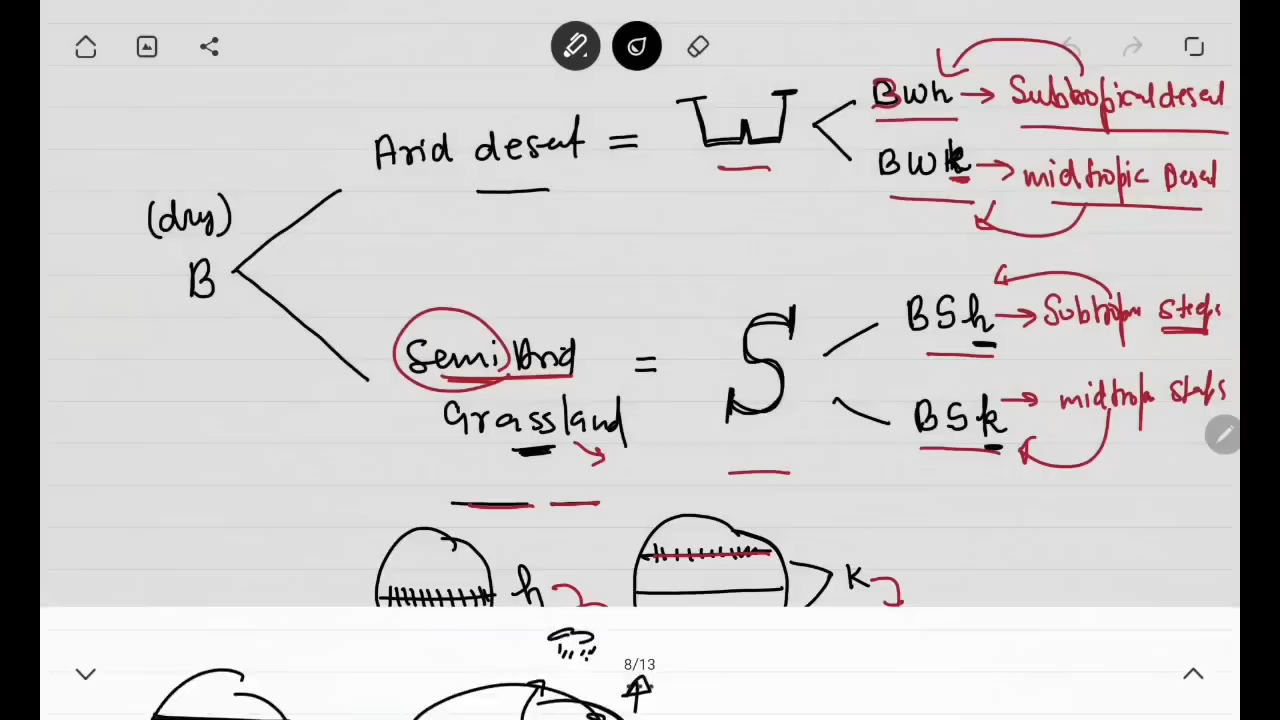 Arid desert = W
BWh → Subtropical desert
BWk → midtropic Desert
(dry)
B
Semi Arid = S
Grassland
BSh → Subtropic steps
BSk → midtrop steps
h
K
8/13